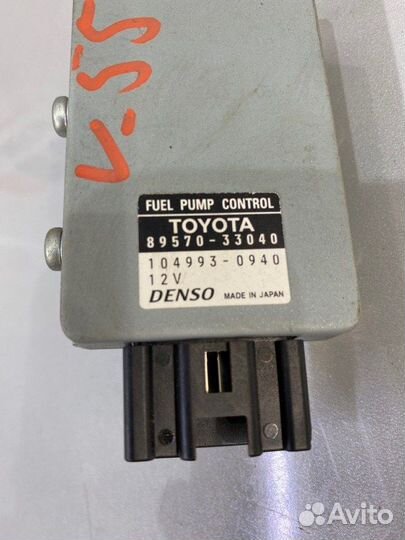 V-55
FUEL PUMP CONTROL
TOYOTA
89570-33040
104993-0940
12V
DENSO MADE IN JAPAN
Avito